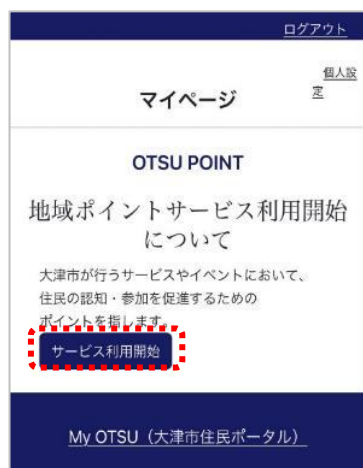 ログアウト
個人設
定
マイページ
OTSU POINT
地域ポイントサービス利用開始
について
大津市が行うサービスやイベントにおいて、
住民の認知・参加を促進するための
ポイントを指します。
サービス利用開始
My OTSU（大津市住民ポータル）